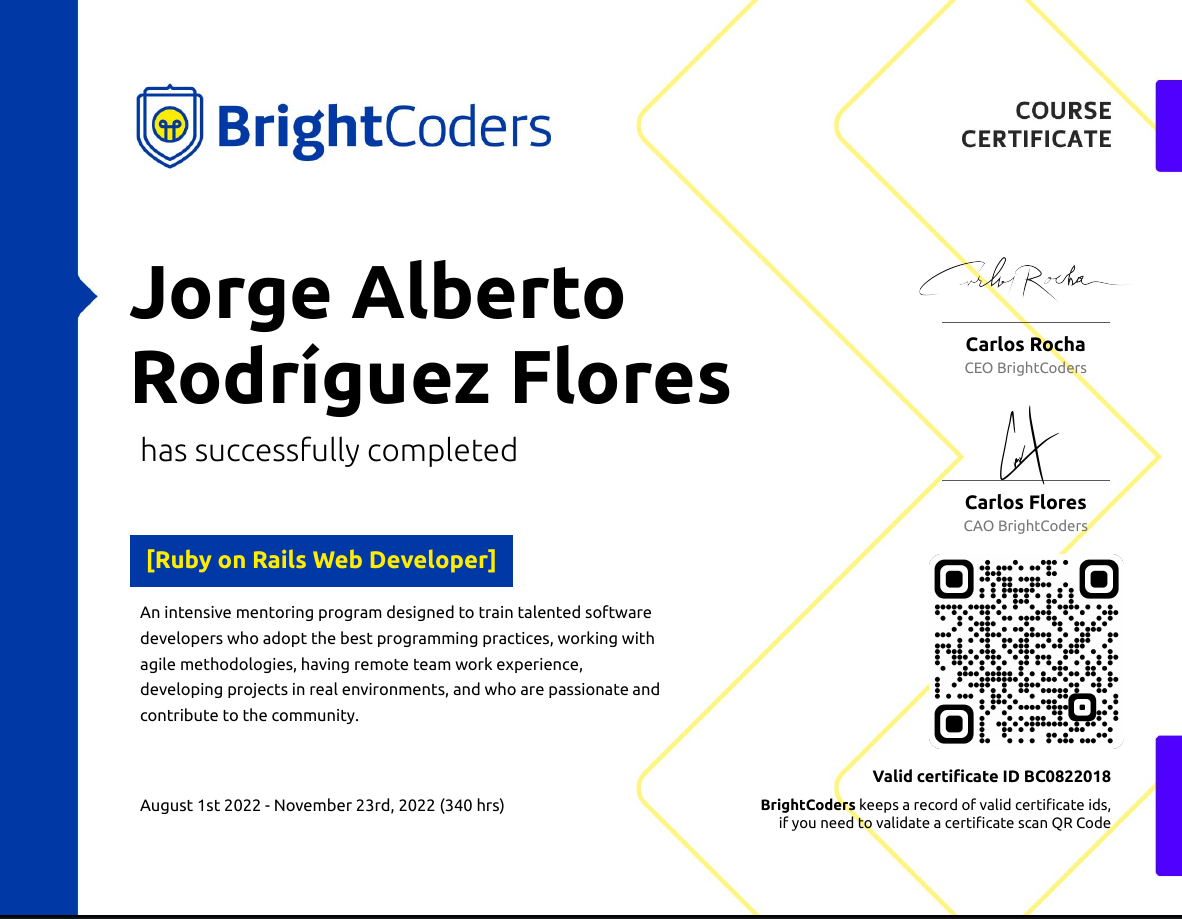 BrightCoders
COURSE
CERTIFICATE
Jorge Alberto
Rodríguez Flores
has successfully completed
[Ruby on Rails Web Developer]
An intensive mentoring program designed to train talented software
developers who adopt the best programming practices, working with
agile methodologies, having remote team work experience,
developing projects in real environments, and who are passionate and
contribute to the community.
August 1st 2022 - November 23rd, 2022 (340 hrs)
Carlos Rocha
Carlos Rocha
CEO BrightCoders
Carlos Flores
CAO BrightCoders
Valid certificate ID BC0822018
BrightCoders keeps a record of valid certificate ids,
if you need to validate a certificate scan QR Code